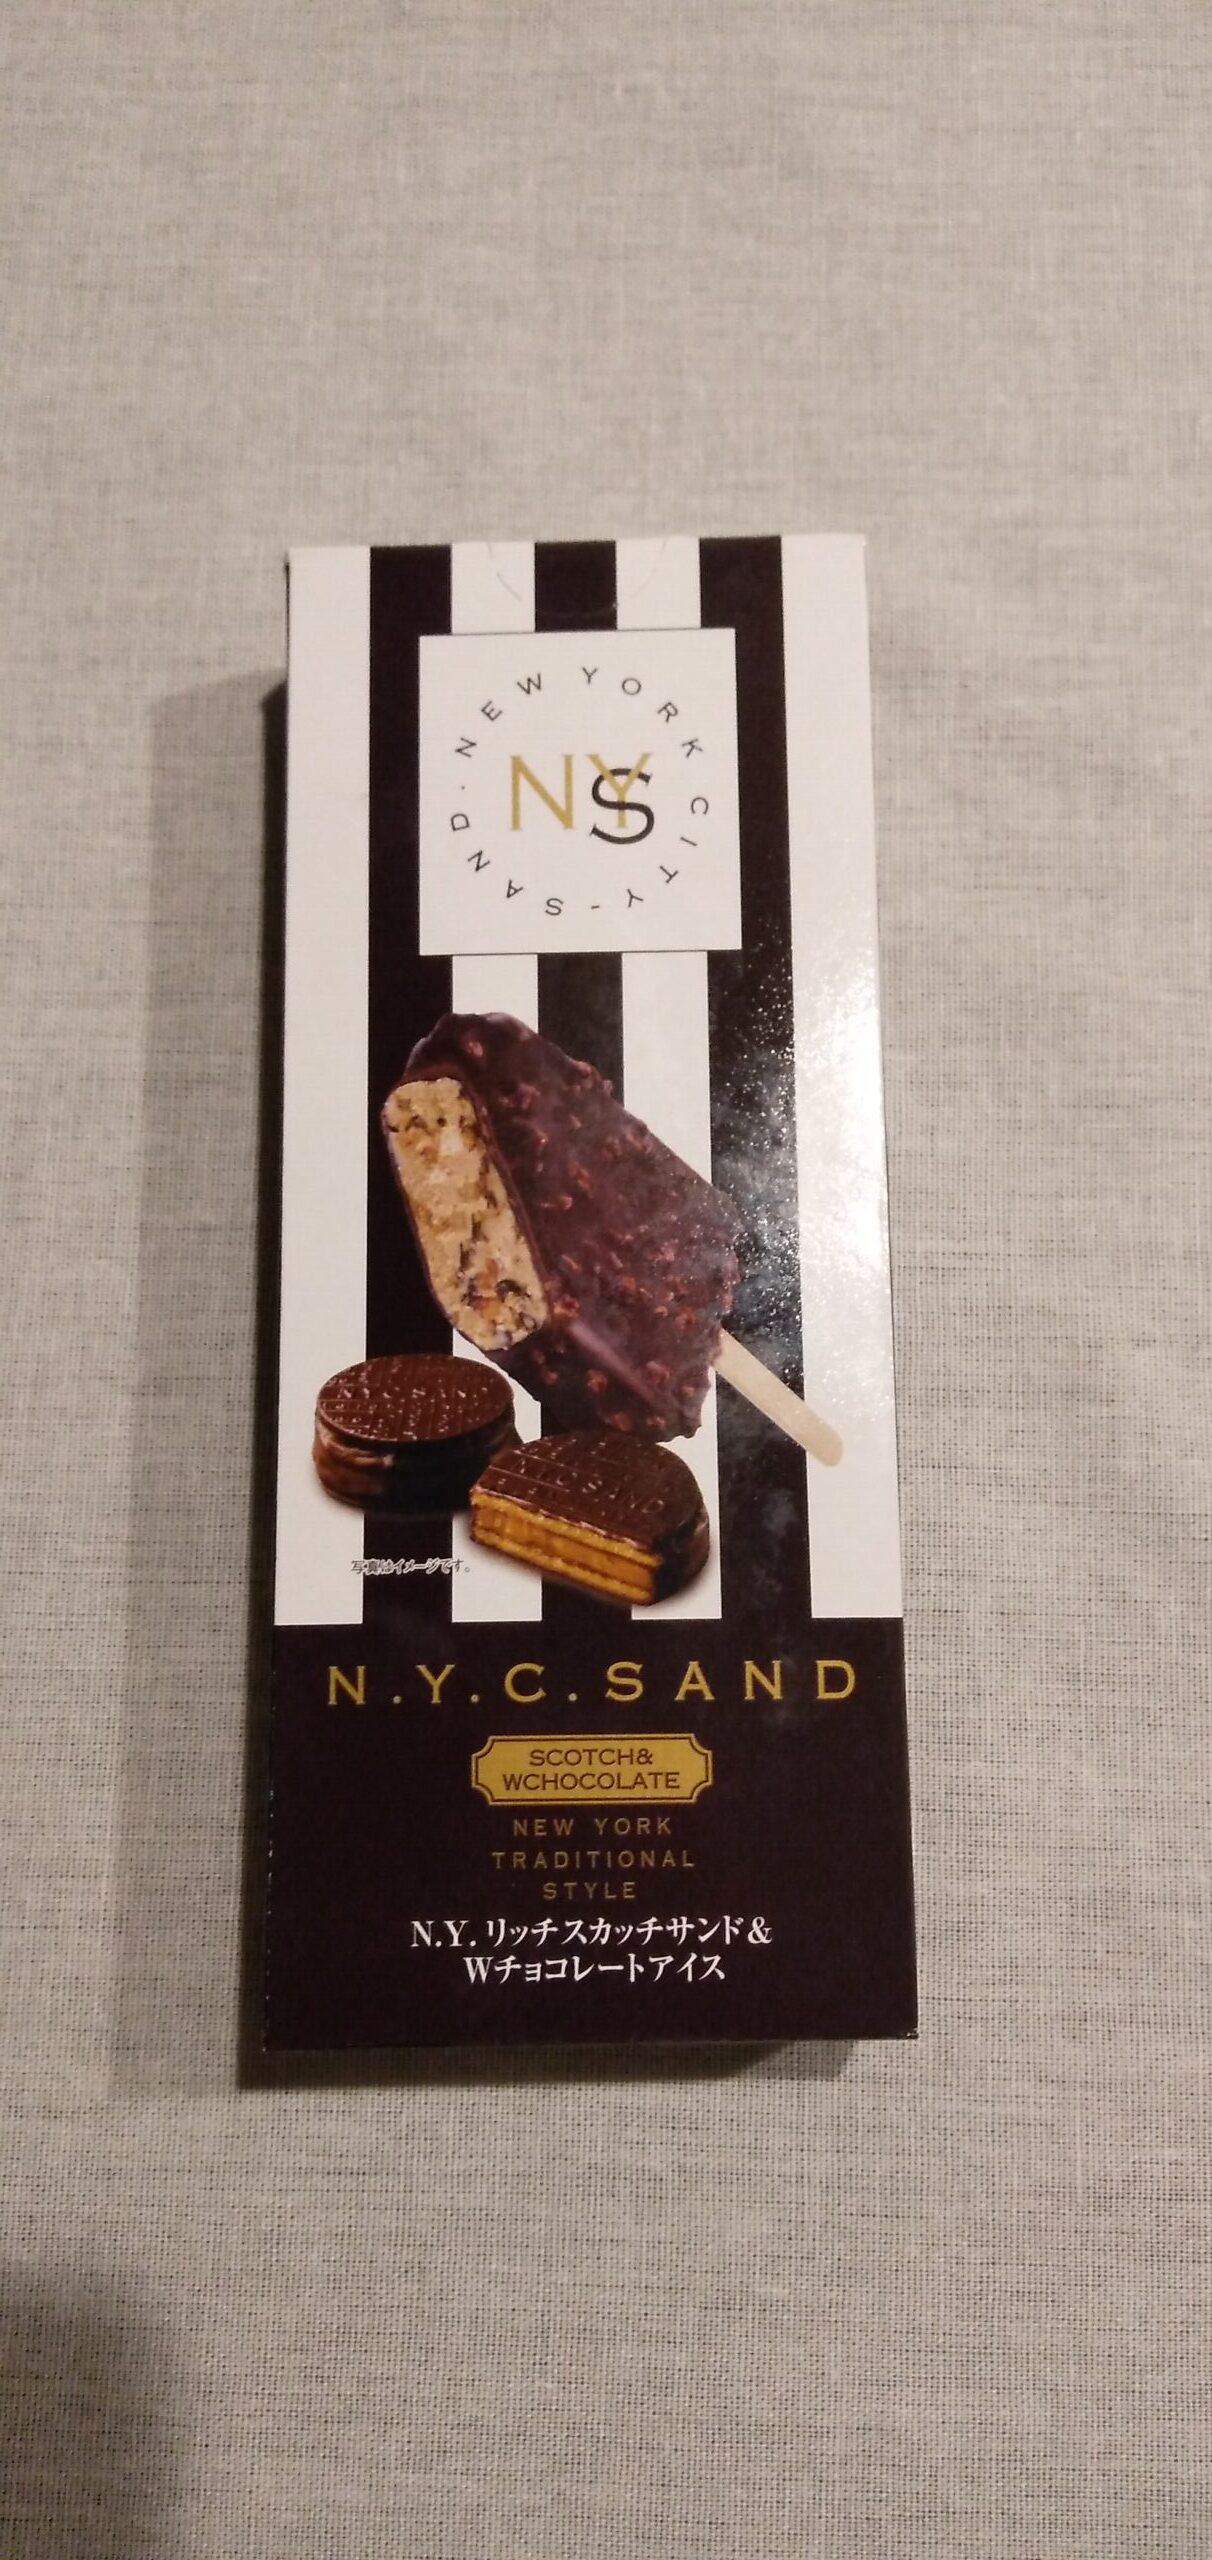 NEW YORK CITY-SAND・
NYS
N.Y.C.SAND
N.Y.C.SAND
写真はイメージです。
N.Y.C.SAND
SCOTCH&
WCHOCOLATE
NEW YORK
TRADITIONAL
STYLE
N.Y.リッチスカッチサンド&
Wチョコレートアイス